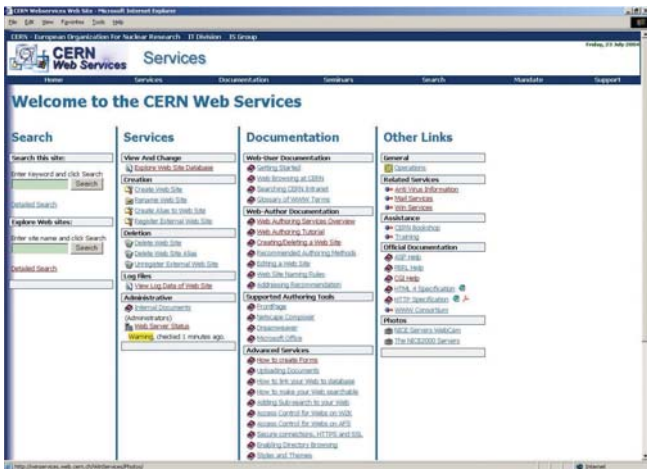 CERN Webservices Web Site - Microsoft Internet Explorer
File Edit View Favorites Tools Help
CERN - European Organization For Nuclear Research IT Division IS Group
Friday, 23 July 2004
CERN
Web Services
Services
Home Services Documentation Seminars Search Mandate Support
Welcome to the CERN Web Services
Search
Search this site:
Enter Keyword and click Search
Search
Detailed Search
Explore Web sites:
Enter site name and click Search
Search
Detailed Search
Services
View And Change
Explore Web Site Database
Creation
Create Web Site
Rename Web Site
Create Alias to Web Site
Register External Web Site
Deletion
Delete Web Site
Delete Web Site Alias
Unregister External Web Site
Log Files
View Log Data of Web Site
Administrative
Internal Documents
(Administrators)
Web Server Status
Warning, checked 1 minutes ago.
Documentation
Web-User Documentation
Getting Started
Web Browsing at CERN
Searching CERN Intranet
Glossary of WWW Terms
Web-Author Documentation
Web Authoring Services Overview
Web Authoring Tutorial
Creating/Deleting a Web Site
Recommended Authoring Methods
Editing a Web Site
Web Site Naming Rules
Addressing Recommendation
Supported Authoring Tools
FrontPage
Netscape Composer
Dreamweaver
Microsoft Office
Advanced Services
How to create Forms
Uploading Documents
How to link your Web to database
How to make your Web searchable
Adding Sub-search to your Web
Access Control for Webs on W2K
Access Control for Webs on AFS
Secure connections, HTTPS and SSL
Enabling Directory Browsing
Styles and Themes
Other Links
General
Operations
Related Services
Anti Virus Information
Mail Services
Win Services
Assistance
CERN Bookshop
Training
Official Documentation
ASP Help
PERL Help
CGI Help
HTML 4 Specification
HTTP Specification
WWW Consortium
Photos
NICE Servers WebCam
The NICE2000 Servers
Internet